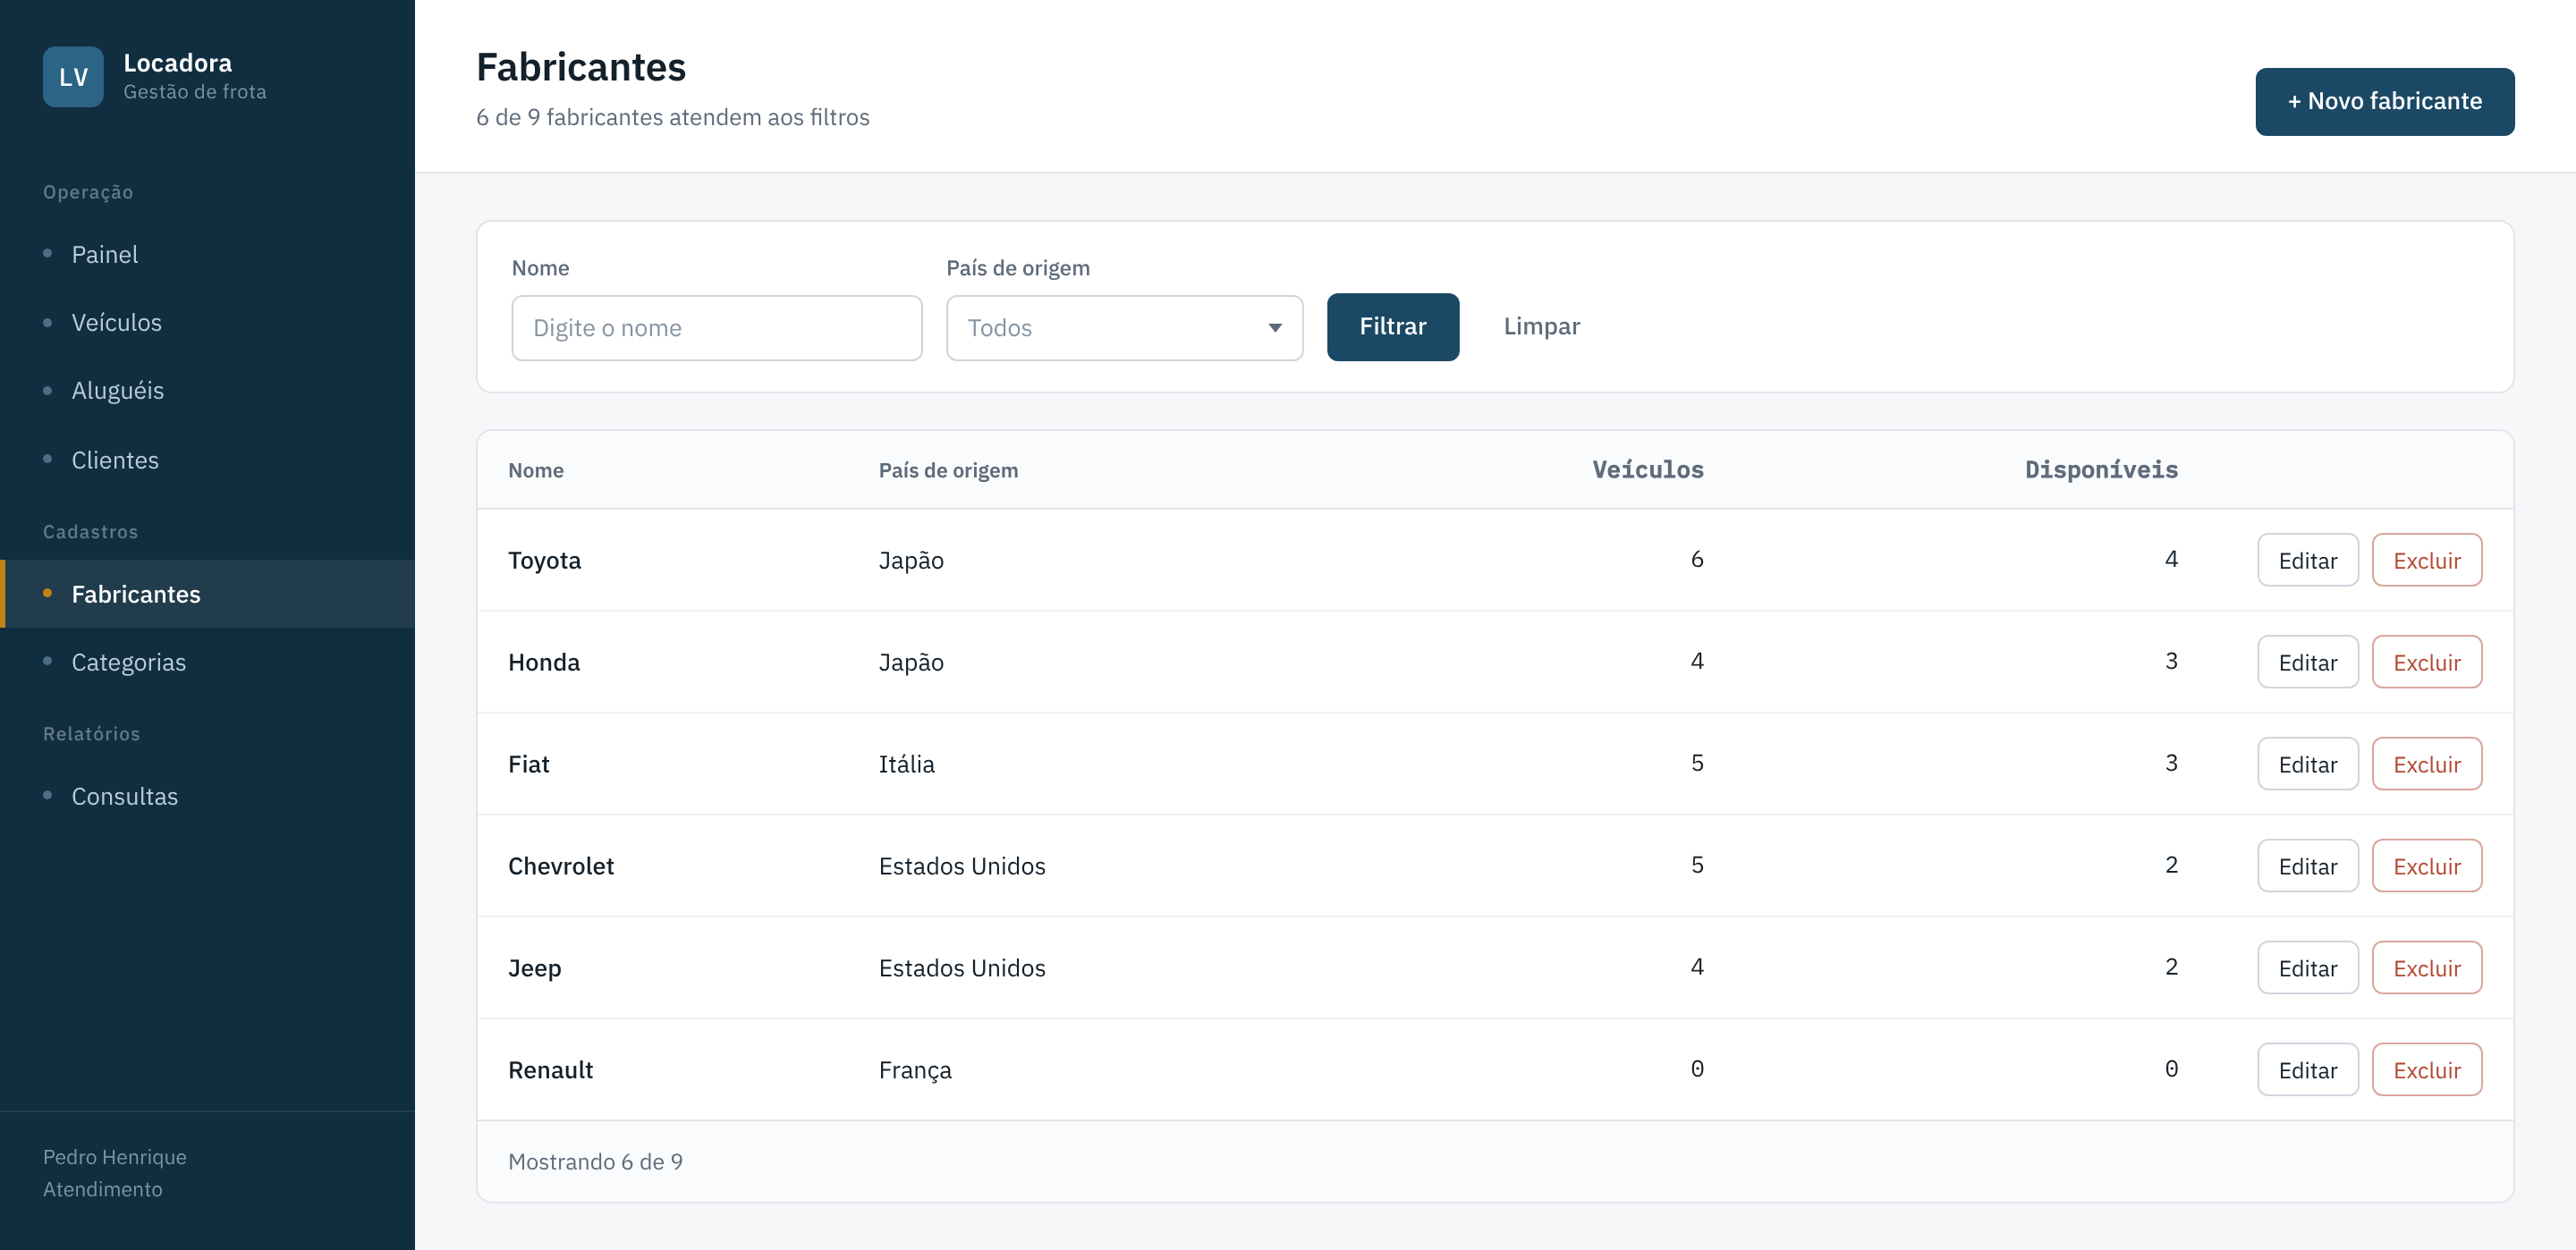 LV
Locadora
Gestão de frota
Operação
Painel
Veículos
Aluguéis
Clientes
Cadastros
Fabricantes
Categorias
Relatórios
Consultas
Pedro Henrique
Atendimento
Fabricantes
6 de 9 fabricantes atendem aos filtros
+ Novo fabricante
Nome País de origem
Digite o nome Todos Filtrar Limpar
Nome País de origem Veículos Disponíveis
Toyota Japão 6 4 Editar Excluir
Honda Japão 4 3 Editar Excluir
Fiat Itália 5 3 Editar Excluir
Chevrolet Estados Unidos 5 2 Editar Excluir
Jeep Estados Unidos 4 2 Editar Excluir
Renault França 0 0 Editar Excluir
Mostrando 6 de 9